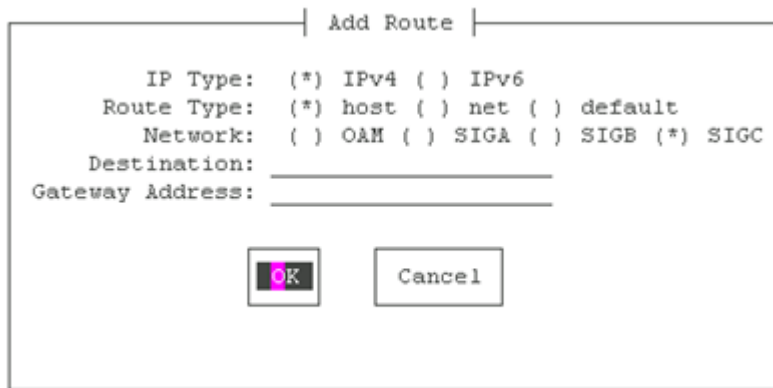 Add Route
IP Type: (*) IPv4 ( ) IPv6
Route Type: (*) host ( ) net ( ) default
Network: ( ) OAM ( ) SIGA ( ) SIGB (*) SIGC
Destination:
Gateway Address:
OK Cancel